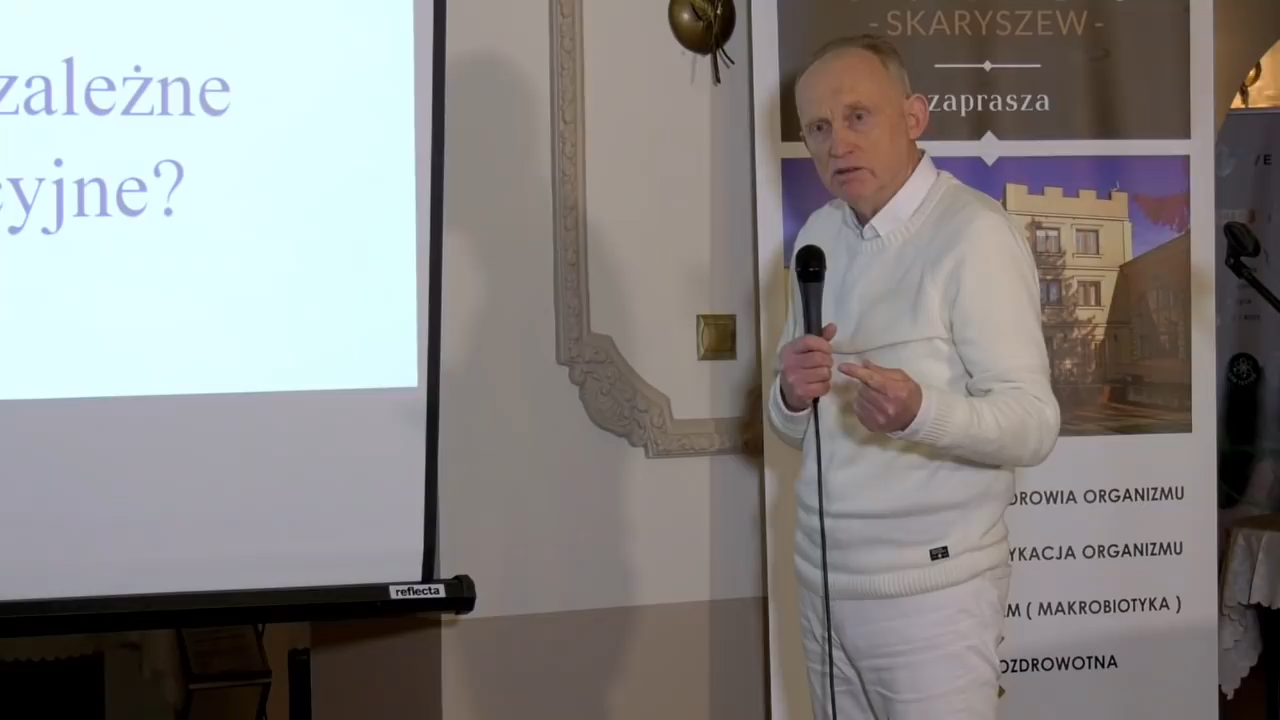 zależne
cyjne?
reflecta
- SKARYSZEW -
zaprasza
DROWIA ORGANIZMU
YKACJA ORGANIZMU
M ( MAKROBIOTYKA )
OZDROWOTNA